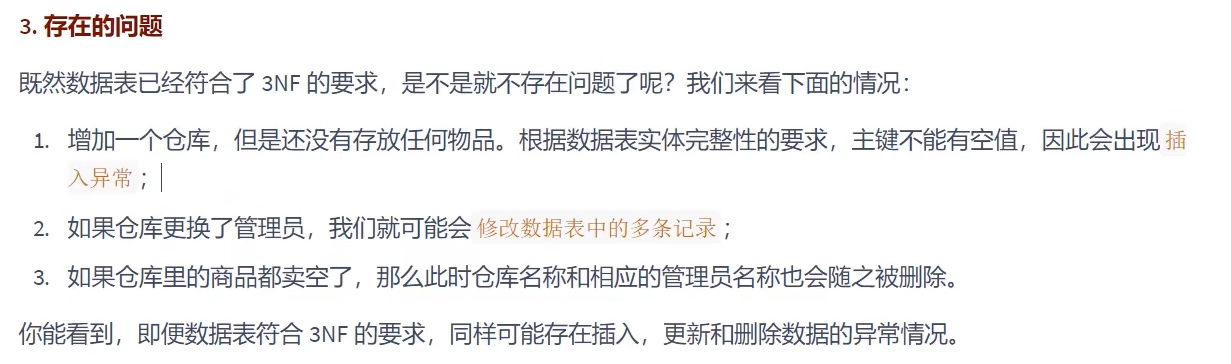 3. 存在的问题
既然数据表已经符合了 3NF 的要求，是不是就不存在问题了呢？我们来看下面的情况：
1. 增加一个仓库，但是还没有存放任何物品。根据数据表实体完整性的要求，主键不能有空值，因此会出现 插
入异常 ；
2. 如果仓库更换了管理员，我们就可能会 修改数据表中的多条记录 ；
3. 如果仓库里的商品都卖空了，那么此时仓库名称和相应的管理员名称也会随之被删除。
你能看到，即便数据表符合 3NF 的要求，同样可能存在插入，更新和删除数据的异常情况。